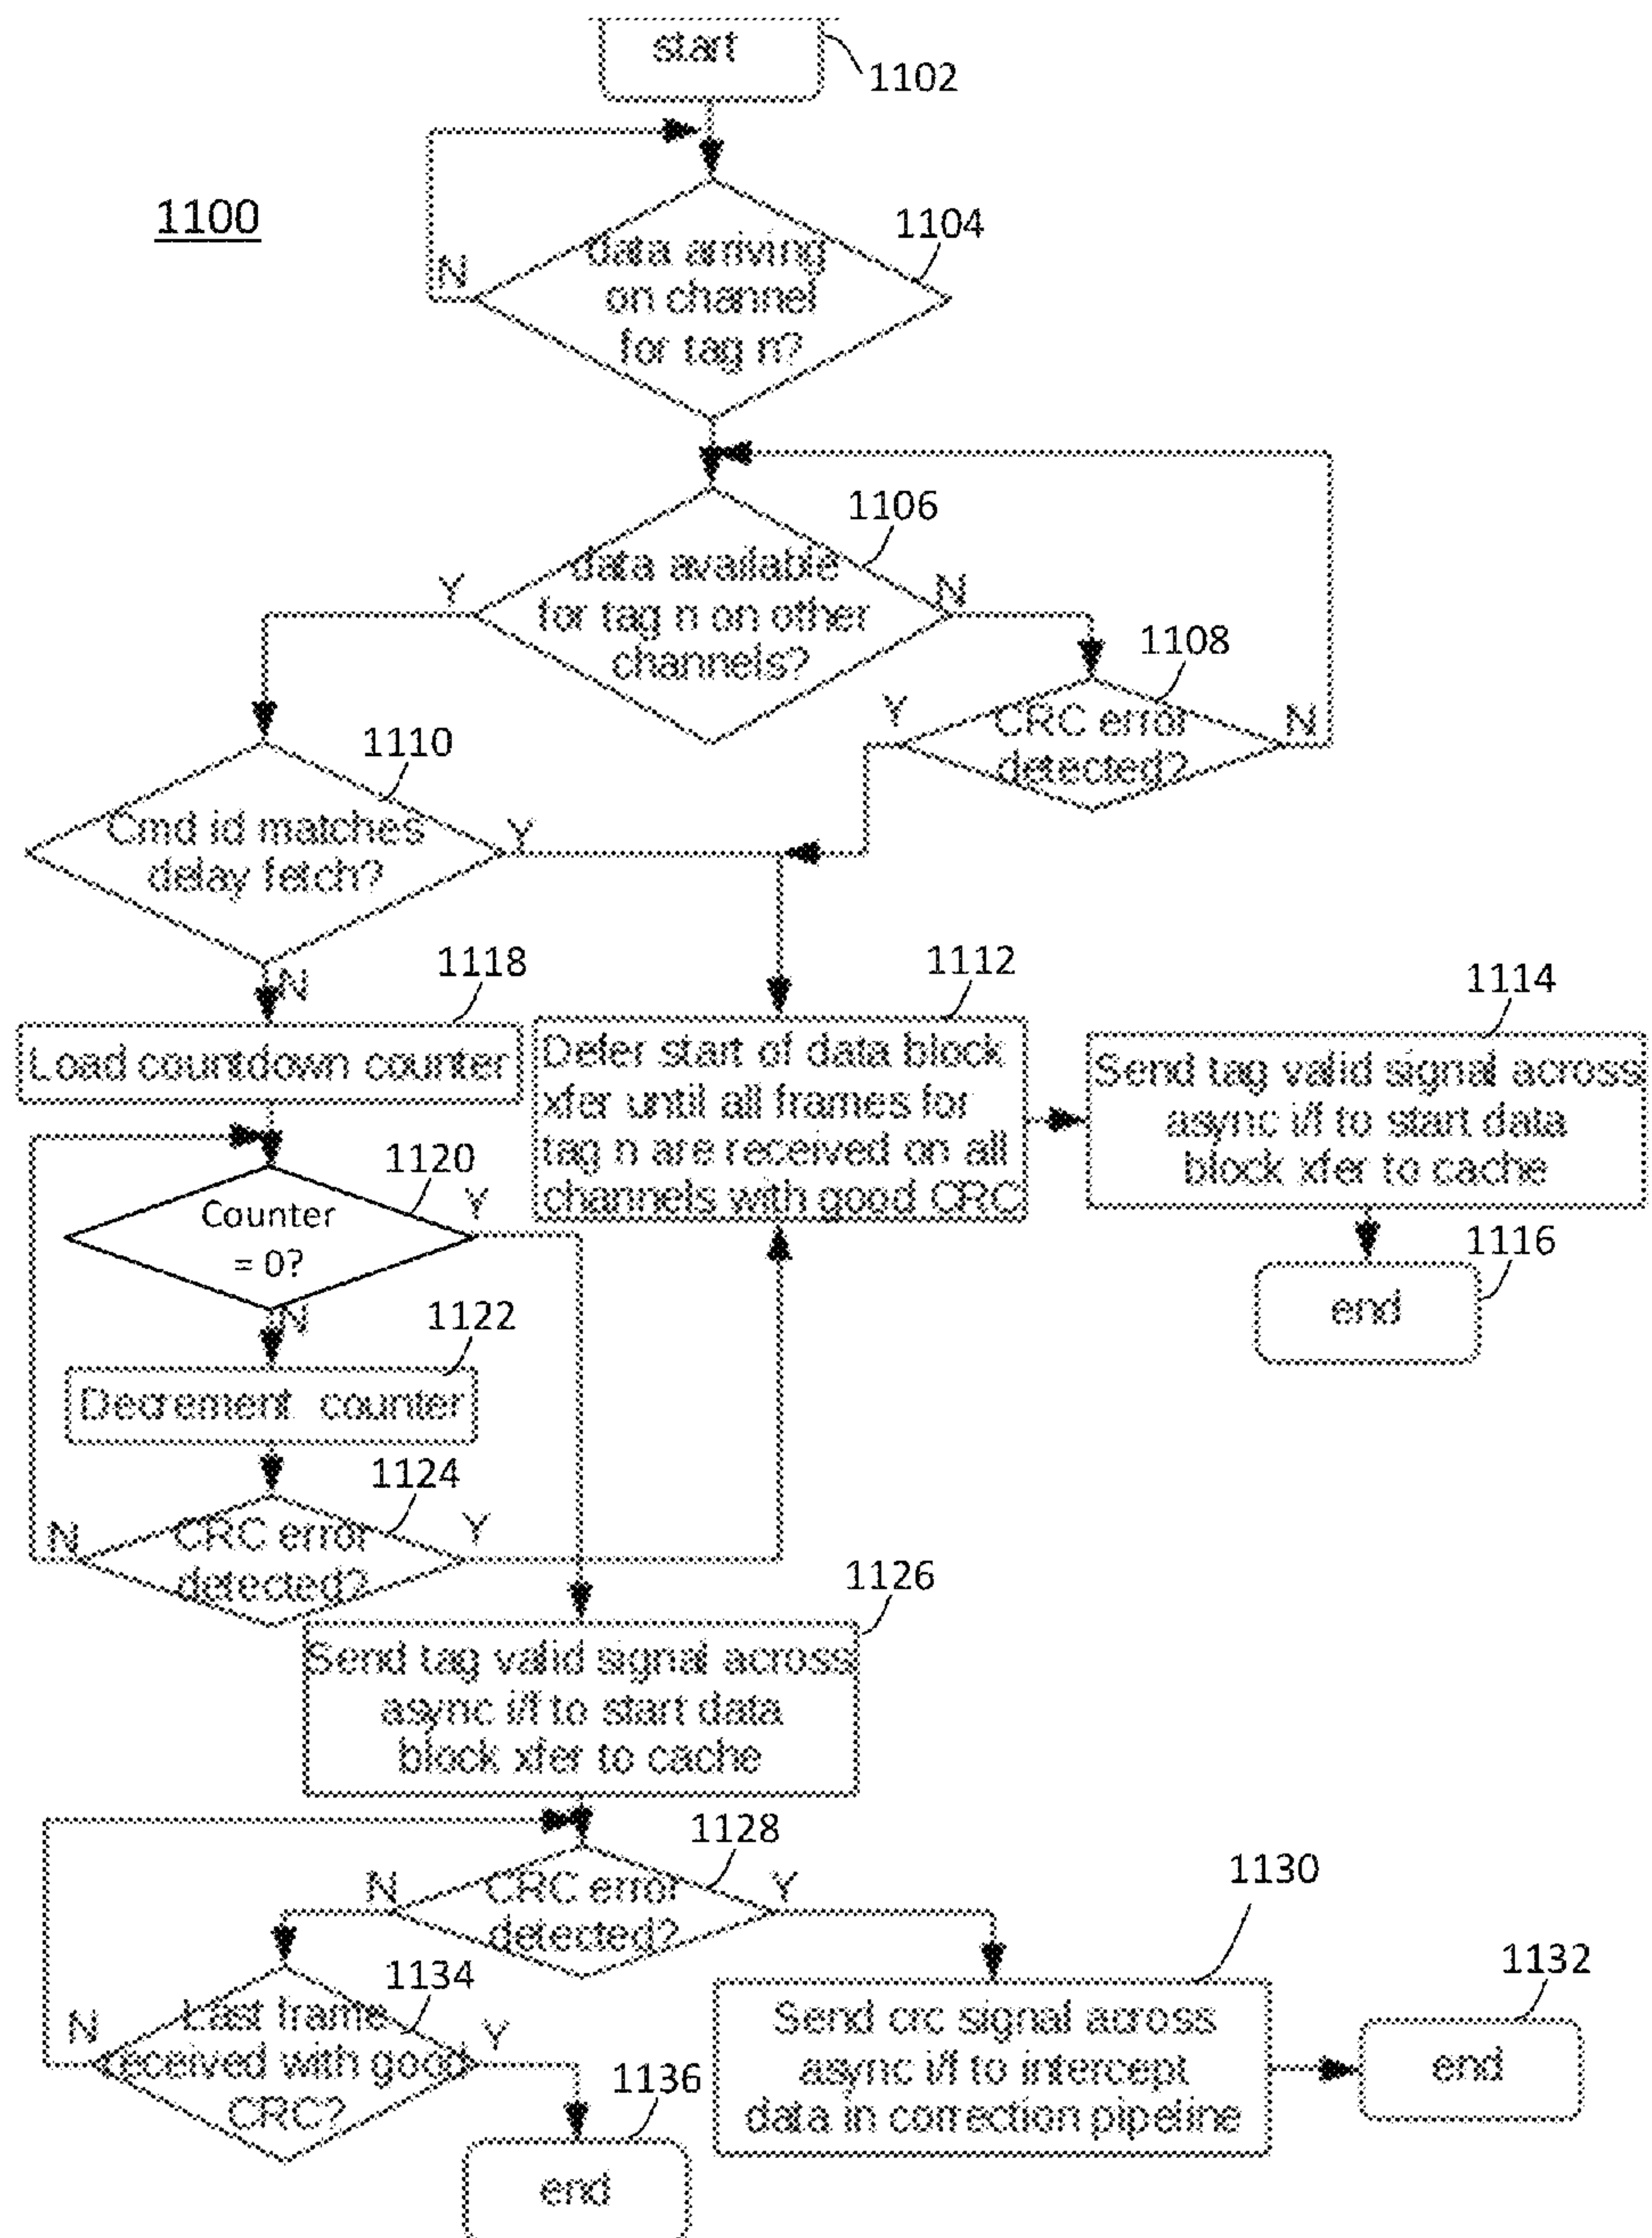 start
1102
1100
1104
N
data arriving
on channel
for tag n?
1106
Y
data available
for tag n on other
channels?
N
1108
Y
CRC error
detected?
N
1110
Cmd id matches
delay fetch?
Y
N
1118
Load countdown counter
1112
Defer start of data block
xfer until all frames for
tag n are received on all
channels with good CRC
1114
Send tag valid signal across
async i/f to start data
block xfer to cache
1116
end
1120
Counter
= 0?
Y
N
1122
Decrement counter
1124
N
CRC error
detected?
Y
1126
Send tag valid signal across
async i/f to start data
block xfer to cache
1128
N
CRC error
detected?
Y
1130
Send crc signal across
async i/f to intercept
data in correction pipeline
1132
end
1134
N
Last frame
received with good
CRC?
Y
1136
end